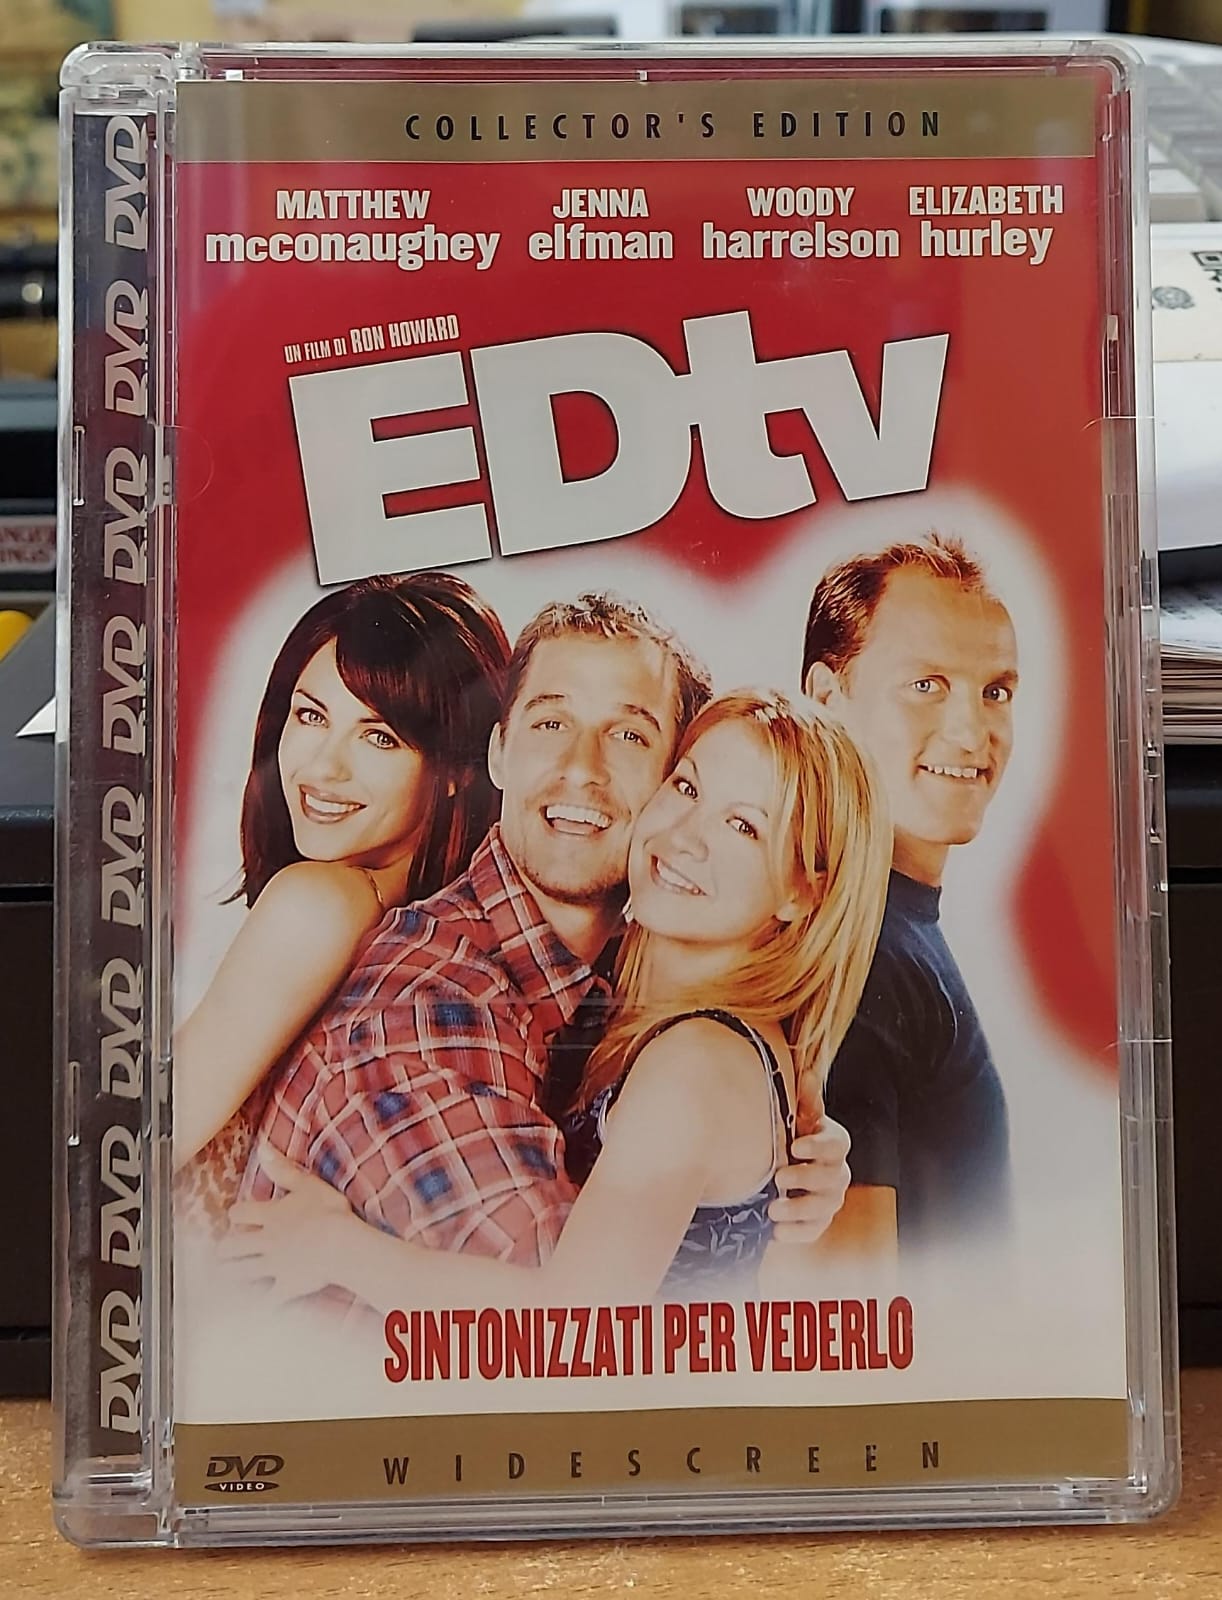 COLLECTOR'S EDITION
MATTHEW mcconaughey
JENNA elfman
WOODY harrelson
ELIZABETH hurley
UN FILM DI RON HOWARD
EDtv
SINTONIZZATI PER VEDERLO
DVD VIDEO
WIDESCREEN
DVD DVD DVD DVD DVD DVD DVD DVD